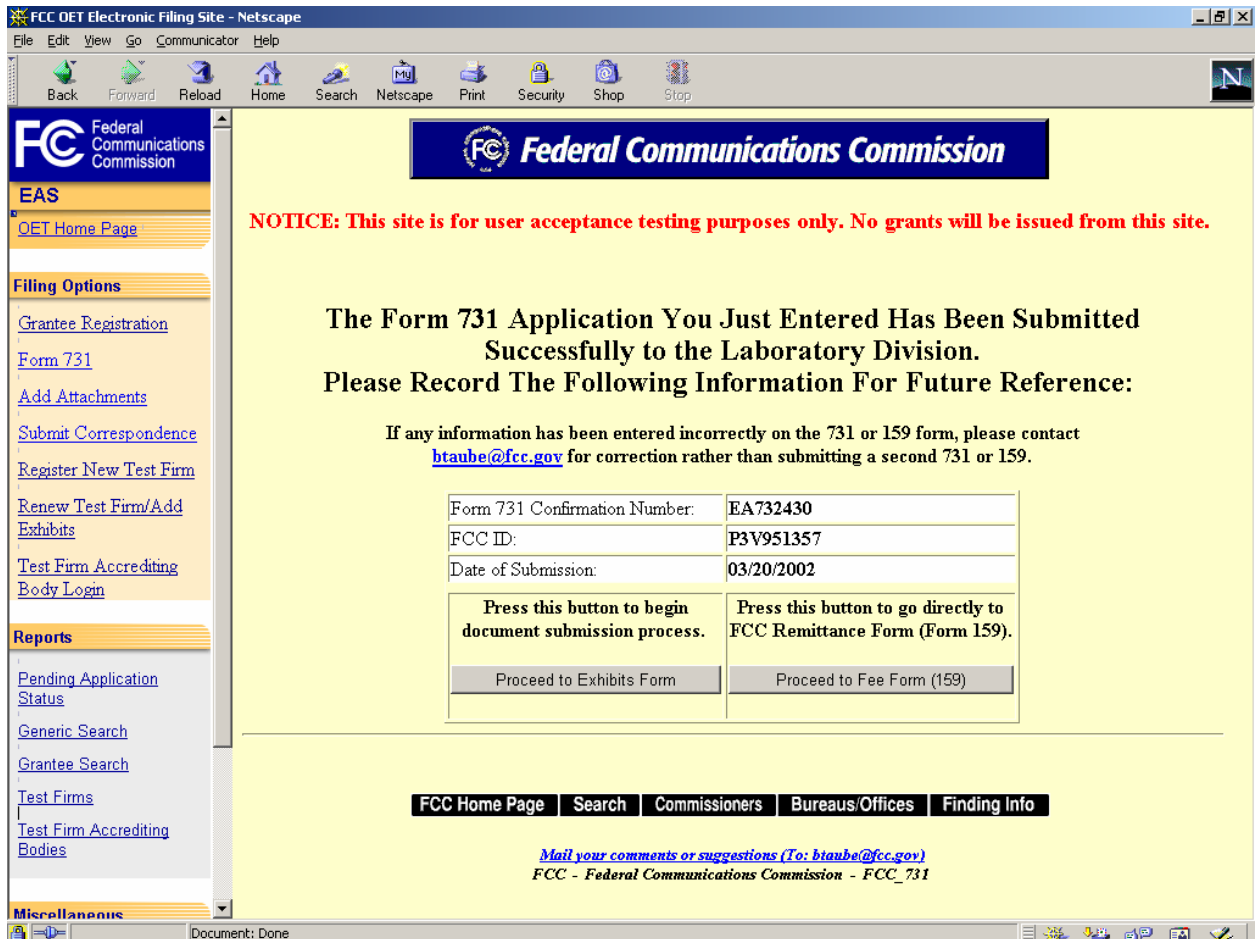 FCC OET Electronic Filing Site - Netscape
File Edit View Go Communicator Help
Back Forward Reload Home Search Netscape Print Security Shop Stop
N
FCC Federal
Communications
Commission
EAS
OET Home Page
Filing Options
Grantee Registration
Form 731
Add Attachments
Submit Correspondence
Register New Test Firm
Renew Test Firm/Add
Exhibits
Test Firm Accrediting
Body Login
Reports
Pending Application
Status
Generic Search
Grantee Search
Test Firms
Test Firm Accrediting
Bodies
Miscellaneous
FCC Federal Communications Commission
NOTICE: This site is for user acceptance testing purposes only. No grants will be issued from this site.
The Form 731 Application You Just Entered Has Been Submitted
Successfully to the Laboratory Division.
Please Record The Following Information For Future Reference:
If any information has been entered incorrectly on the 731 or 159 form, please contact
btaube@fcc.gov for correction rather than submitting a second 731 or 159.
Form 731 Confirmation Number: EA732430
FCC ID: P3V951357
Date of Submission: 03/20/2002
Press this button to begin
document submission process.
Proceed to Exhibits Form
Press this button to go directly to
FCC Remittance Form (Form 159).
Proceed to Fee Form (159)
FCC Home Page | Search | Commissioners | Bureaus/Offices | Finding Info
Mail your comments or suggestions (To: btaube@fcc.gov)
FCC - Federal Communications Commission - FCC_731
Document: Done